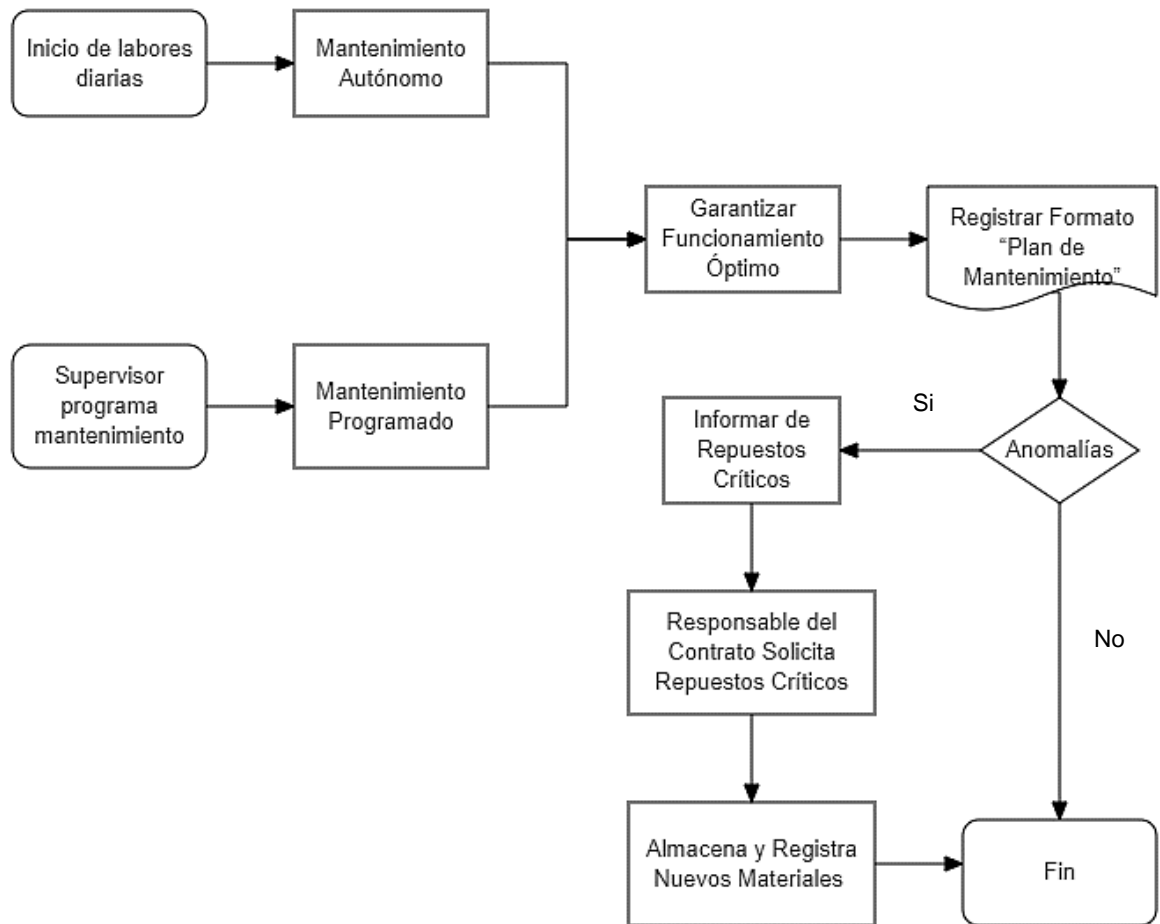 Inicio de labores
diarias
Mantenimiento
Autónomo
Garantizar
Funcionamiento
Óptimo
Registrar Formato
“Plan de
Mantenimiento”
Supervisor
programa
mantenimiento
Mantenimiento
Programado
Si
Informar de
Repuestos
Críticos
Anomalías
Responsable del
Contrato Solicita
Repuestos Críticos
No
Almacena y Registra
Nuevos Materiales
Fin